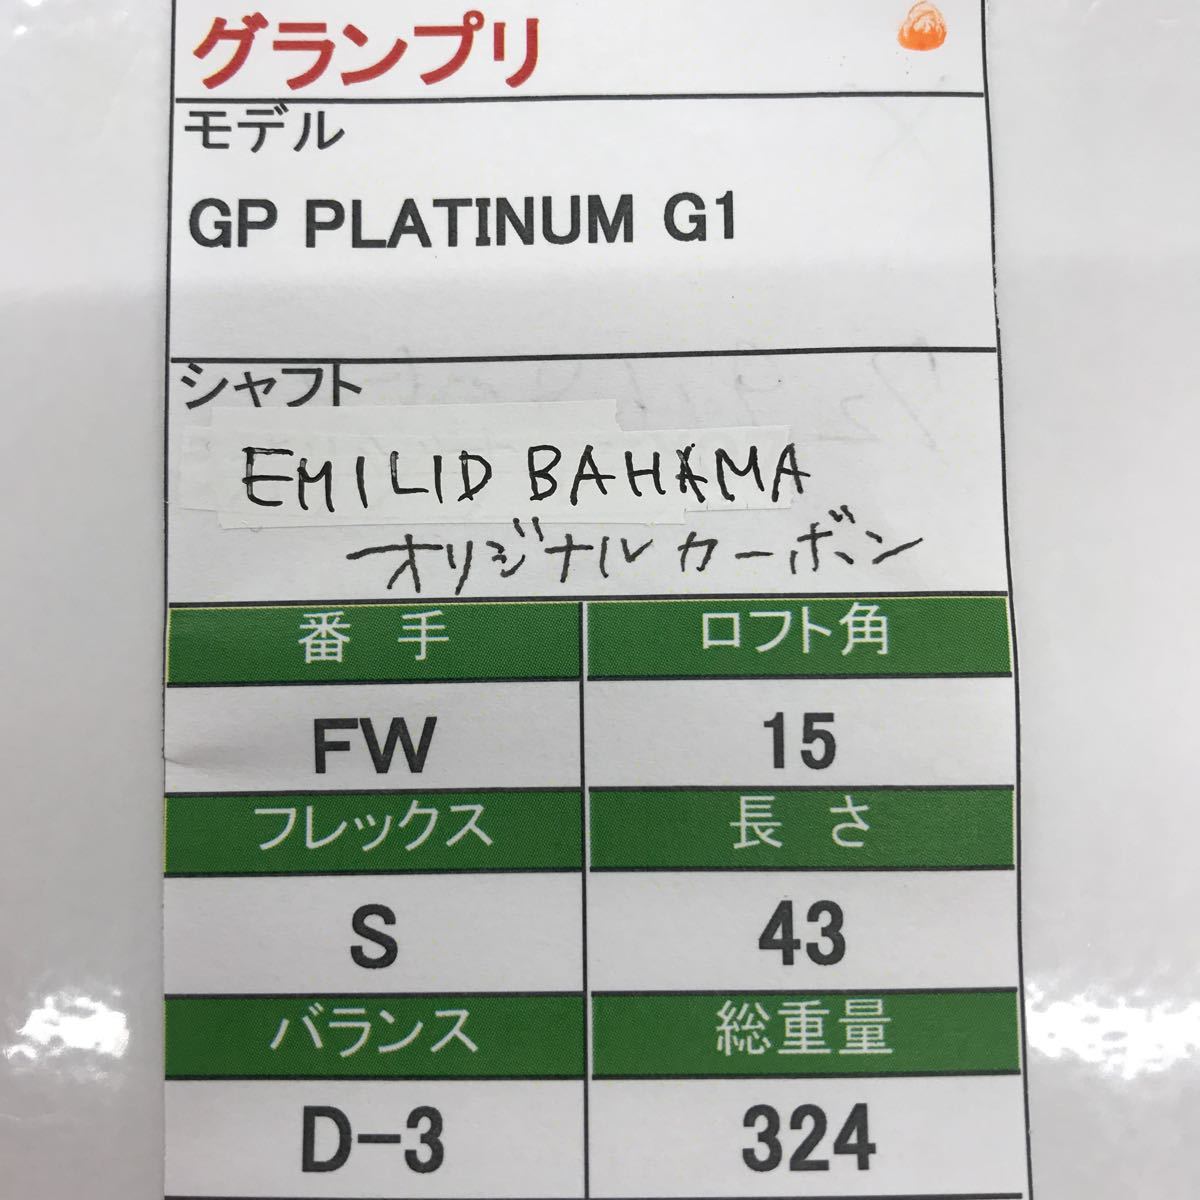 グランプリ
モデル
GP PLATINUM G1
シャフト
EMILID BAHAMA
オリジナルカーボン
番 手 ロフト角
FW 15
フレックス 長 さ
S 43
バランス 総重量
D-3 324